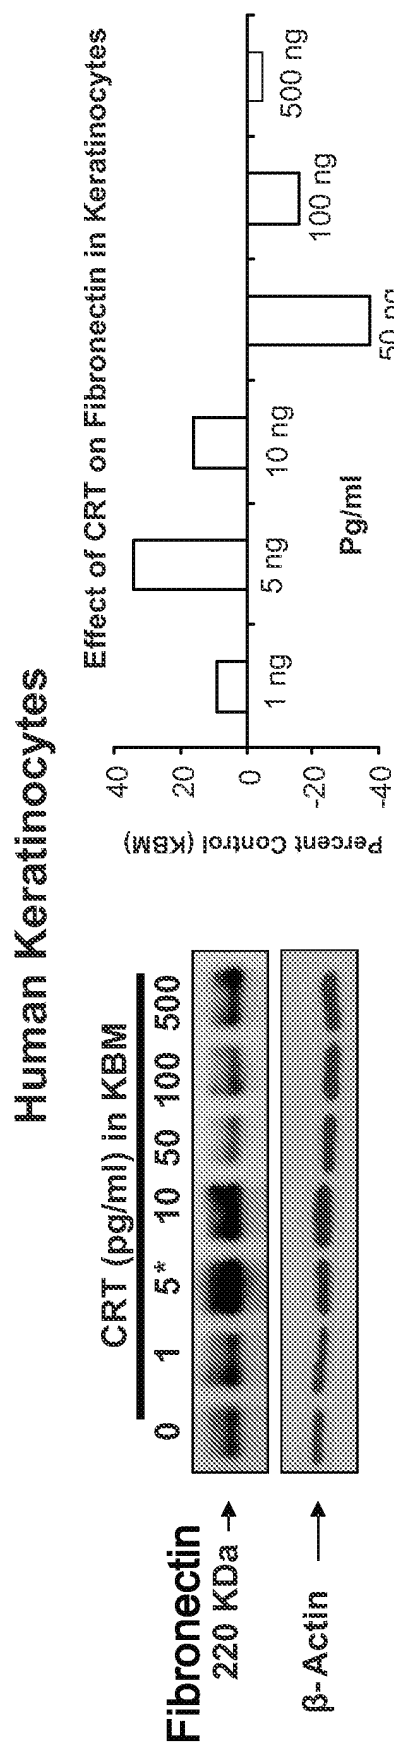 Human Keratinocytes
CRT (pg/ml) in KBM
0 1 5* 10 50 100 500
Fibronectin
220 KDa
β- Actin
Effect of CRT on Fibronectin in Keratinocytes
Percent Control (KBM)
40
20
0
-20
-40
1 ng
5 ng
10 ng
50 ng
100 ng
500 ng
Pg/ml